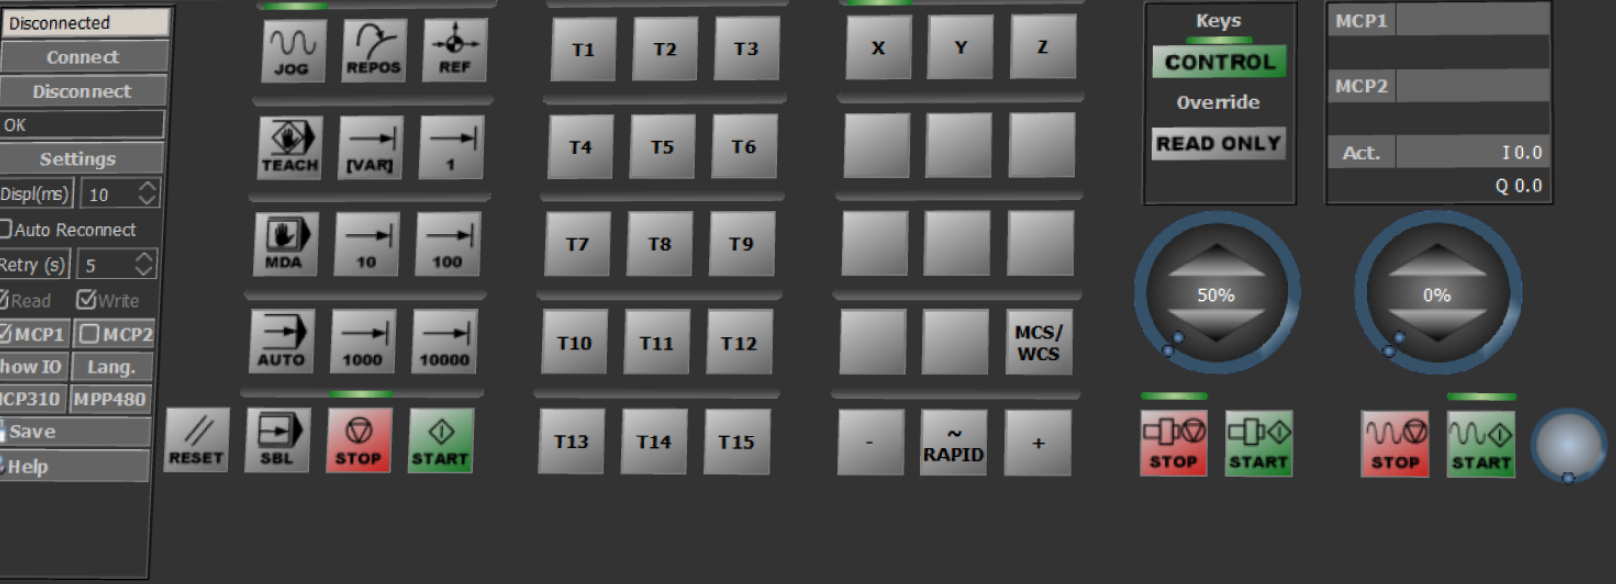 Disconnected
Connect
Disconnect
OK
Settings
Displ(ms) 10
Auto Reconnect
Retry (s) 5
Read Write
MCP1 MCP2
how IO Lang.
CP310 MPP480
Save
Help
JOG REPOS REF
TEACH [VAR] 1
MDA 10 100
AUTO 1000 10000
RESET SBL STOP START
T1 T2 T3
T4 T5 T6
T7 T8 T9
T10 T11 T12
T13 T14 T15
X Y Z
MCS/
WCS
- ~ +
RAPID
Keys
CONTROL
Override
READ ONLY
MCP1
MCP2
Act. I 0.0
Q 0.0
50% 0%
STOP START
STOP START